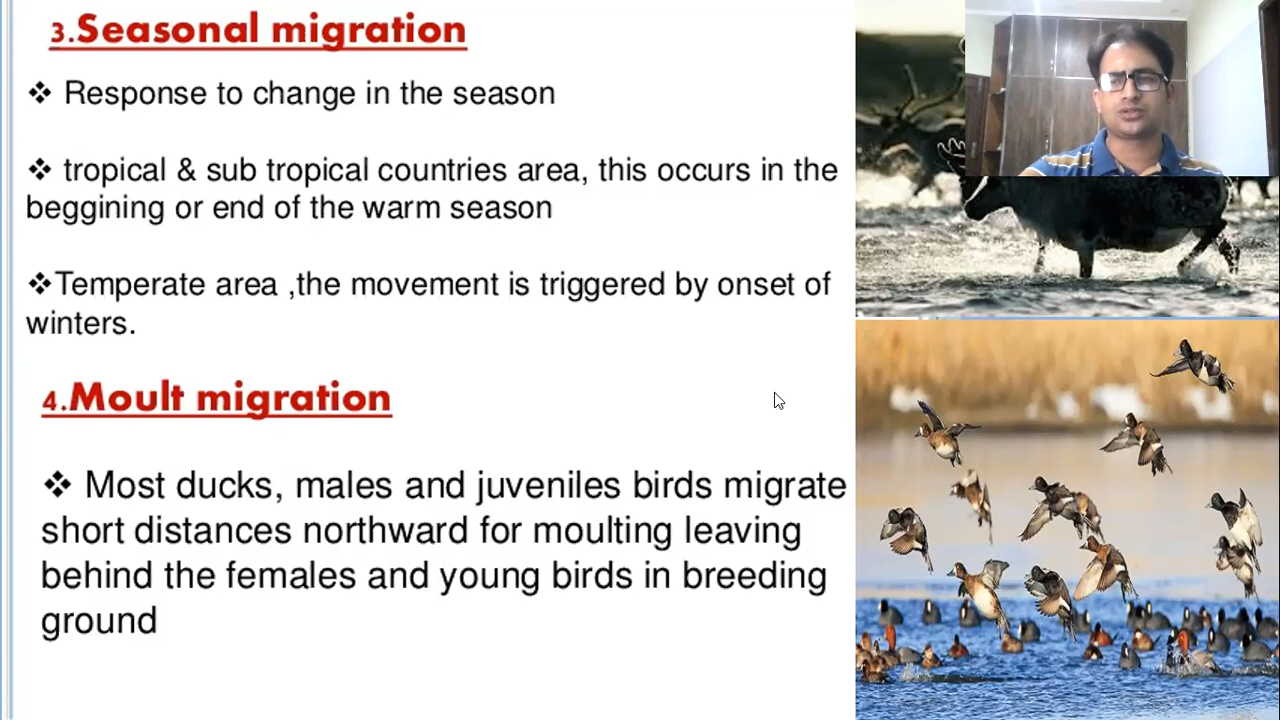 3.Seasonal migration
❖ Response to change in the season
❖ tropical & sub tropical countries area, this occurs in the
beggining or end of the warm season
❖Temperate area ,the movement is triggered by onset of
winters.
4.Moult migration
❖ Most ducks, males and juveniles birds migrate
short distances northward for moulting leaving
behind the females and young birds in breeding
ground